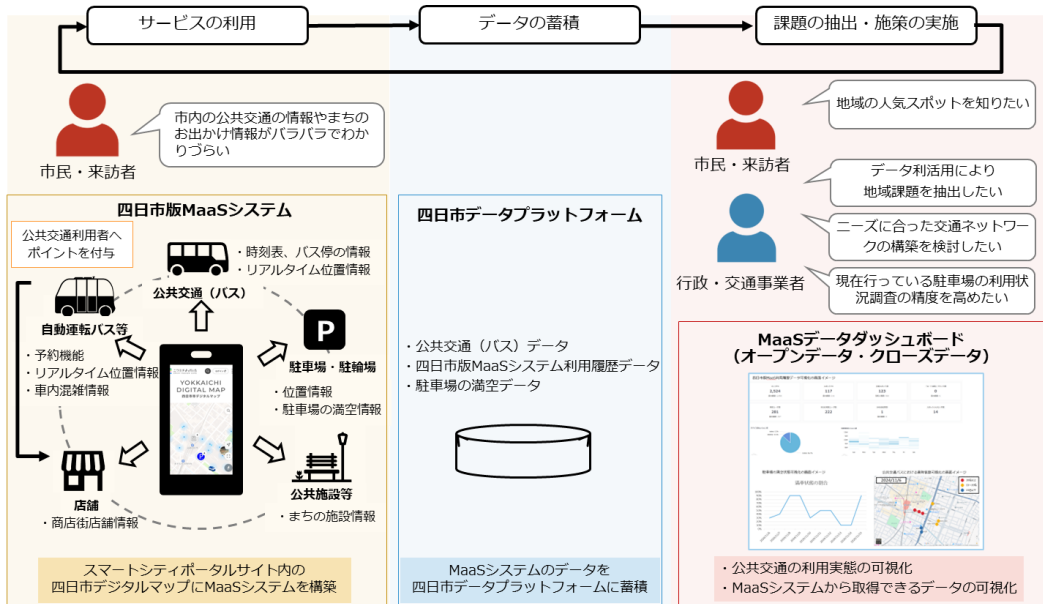 サービスの利用
データの蓄積
課題の抽出・施策の実施
市内の公共交通の情報やまちの
お出かけ情報がバラバラでわか
りづらい
市民・来訪者
四日市版MaaSシステム
公共交通利用者へ
ポイントを付与
・時刻表、バス停の情報
・リアルタイム位置情報
公共交通（バス）
自動運転バス等
・予約機能
・リアルタイム位置情報
・車内混雑情報
P
駐車場・駐輪場
・位置情報
・駐車場の満空情報
YOKKAICHI
DIGITAL MAP
四日市市デジタルマップ
店舗
・商店街店舗情報
公共施設等
・まちの施設情報
スマートシティポータルサイト内の
四日市デジタルマップにMaaSシステムを構築
四日市データプラットフォーム
・公共交通（バス）データ
・四日市版MaaSシステム利用履歴データ
・駐車場の満空データ
MaaSシステムのデータを
四日市データプラットフォームに蓄積
地域の人気スポットを知りたい
市民・来訪者
データ利活用により
地域課題を抽出したい
ニーズに合った交通ネットワー
クの構築を検討したい
行政・交通事業者
現在行っている駐車場の利用状
況調査の精度を高めたい
MaaSデータダッシュボード
（オープンデータ・クローズデータ）
満車状態の割合
2024/11/6
・公共交通の利用実態の可視化
・MaaSシステムから取得できるデータの可視化